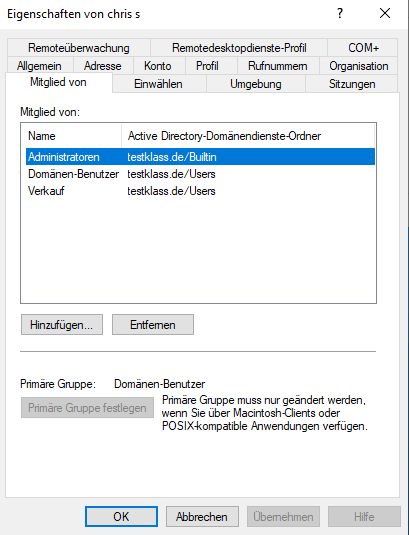 Eigenschaften von chris s
?
Remoteüberwachung Remotedesktopdienste-Profil COM+
Allgemein Adresse Konto Profil Rufnummern Organisation
Mitglied von Einwählen Umgebung Sitzungen
Mitglied von:
Name Active Directory-Domänendienste-Ordner
Administratoren testklass.de/Builtin
Domänen-Benutzer testklass.de/Users
Verkauf testklass.de/Users
Hinzufügen... Entfernen
Primäre Gruppe: Domänen-Benutzer
Primäre Gruppe festlegen
Primäre Gruppe muss nur geändert werden,
wenn Sie über Macintosh-Clients oder
POSIX-kompatible Anwendungen verfügen.
OK Abbrechen Übernehmen Hilfe